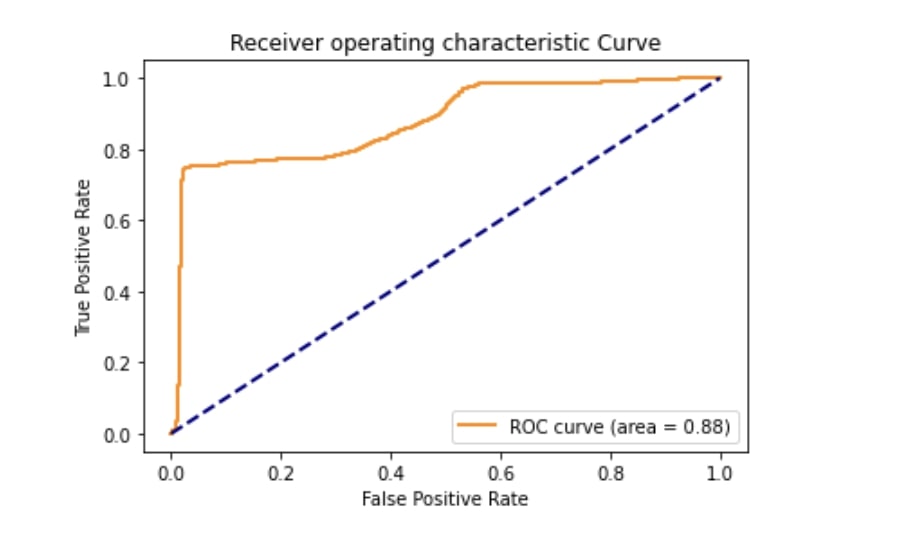 Receiver operating characteristic Curve
1.0
0.8
0.6
0.4
0.2
0.0
True Positive Rate
ROC curve (area = 0.88)
0.0 0.2 0.4 0.6 0.8 1.0
False Positive Rate